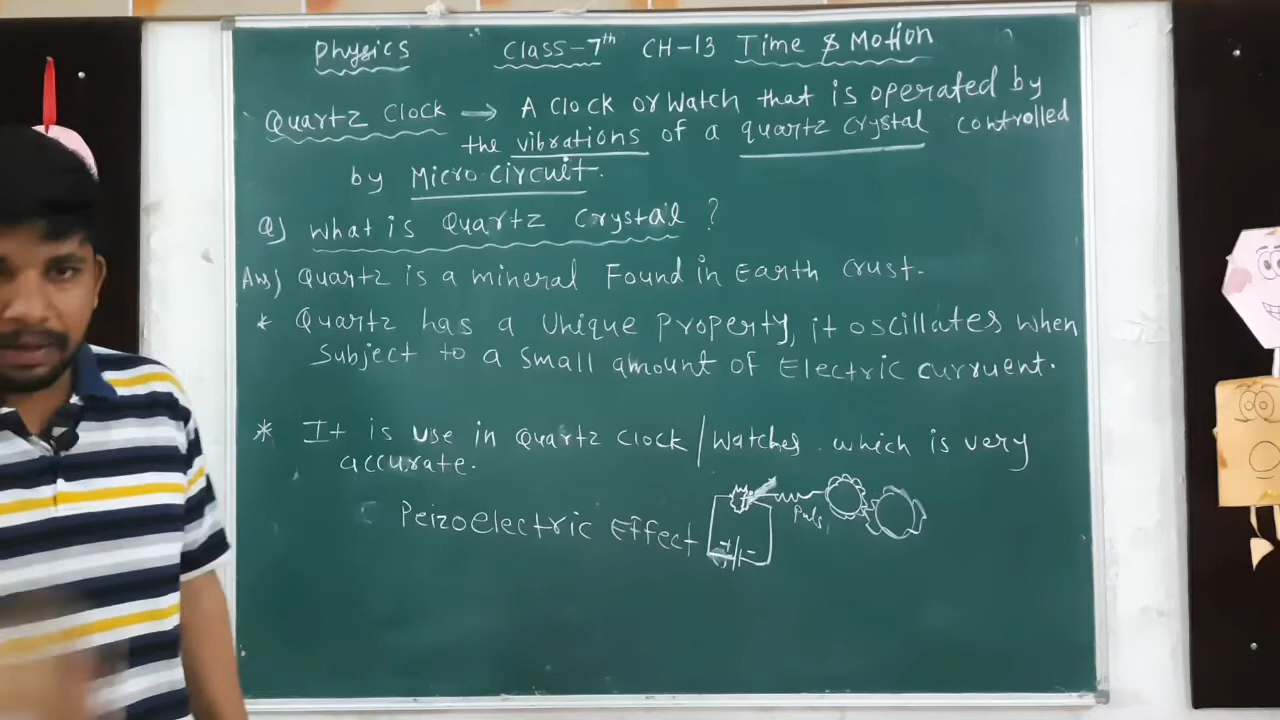 Physics Class-7th CH-13 Time & Motion
Quartz Clock → A clock or watch that is operated by
the vibrations of a quartz crystal controlled
by Micro circuit.
Q) What is Quartz Crystal ?
Ans) Quartz is a mineral Found in Earth Crust.
* Quartz has a Unique Property, it oscillates when
Subject to a small amount of Electric curruent.
* It is use in Quartz Clock / Watches which is very
accurate.
Peizoelectric Effect
Puls
+ -